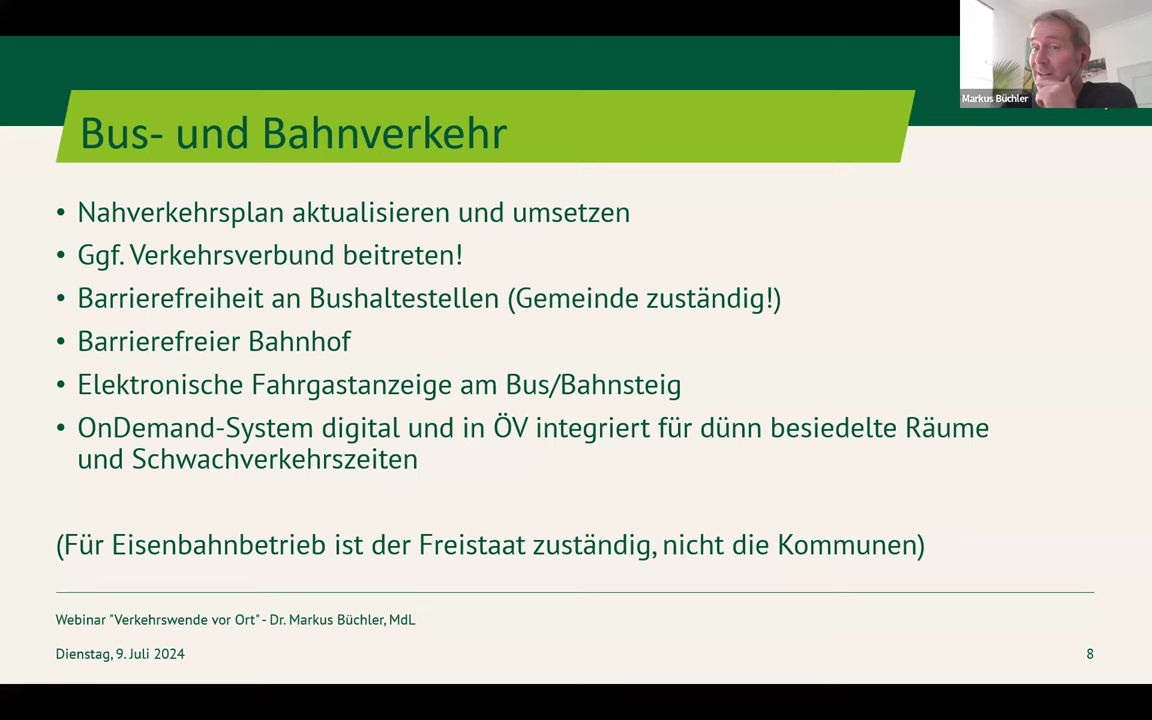 Markus Büchler
Bus- und Bahnverkehr
• Nahverkehrsplan aktualisieren und umsetzen
• Ggf. Verkehrsverbund beitreten!
• Barrierefreiheit an Bushaltestellen (Gemeinde zuständig!)
• Barrierefreier Bahnhof
• Elektronische Fahrgastanzeige am Bus/Bahnsteig
• OnDemand-System digital und in ÖV integriert für dünn besiedelte Räume
und Schwachverkehrszeiten
(Für Eisenbahnbetrieb ist der Freistaat zuständig, nicht die Kommunen)
Webinar "Verkehrswende vor Ort" - Dr. Markus Büchler, MdL
Dienstag, 9. Juli 2024
8